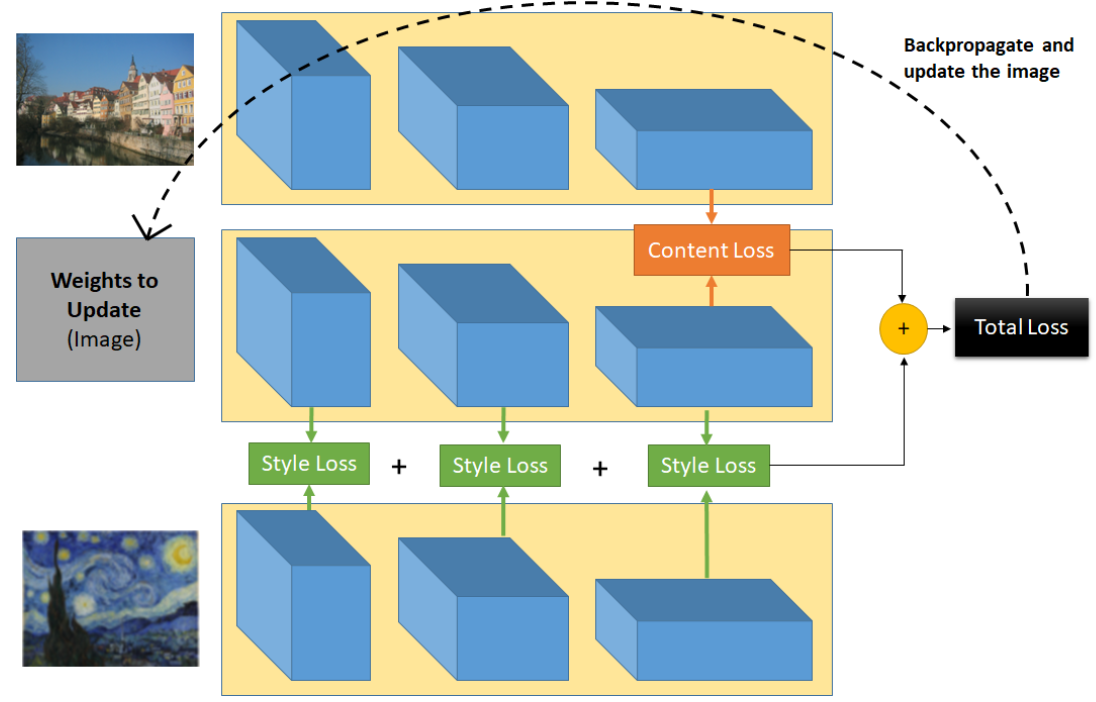 Backpropagate and
update the image
Content Loss
Weights to
Update
(Image)
+
Total Loss
Style Loss
+
Style Loss
+
Style Loss